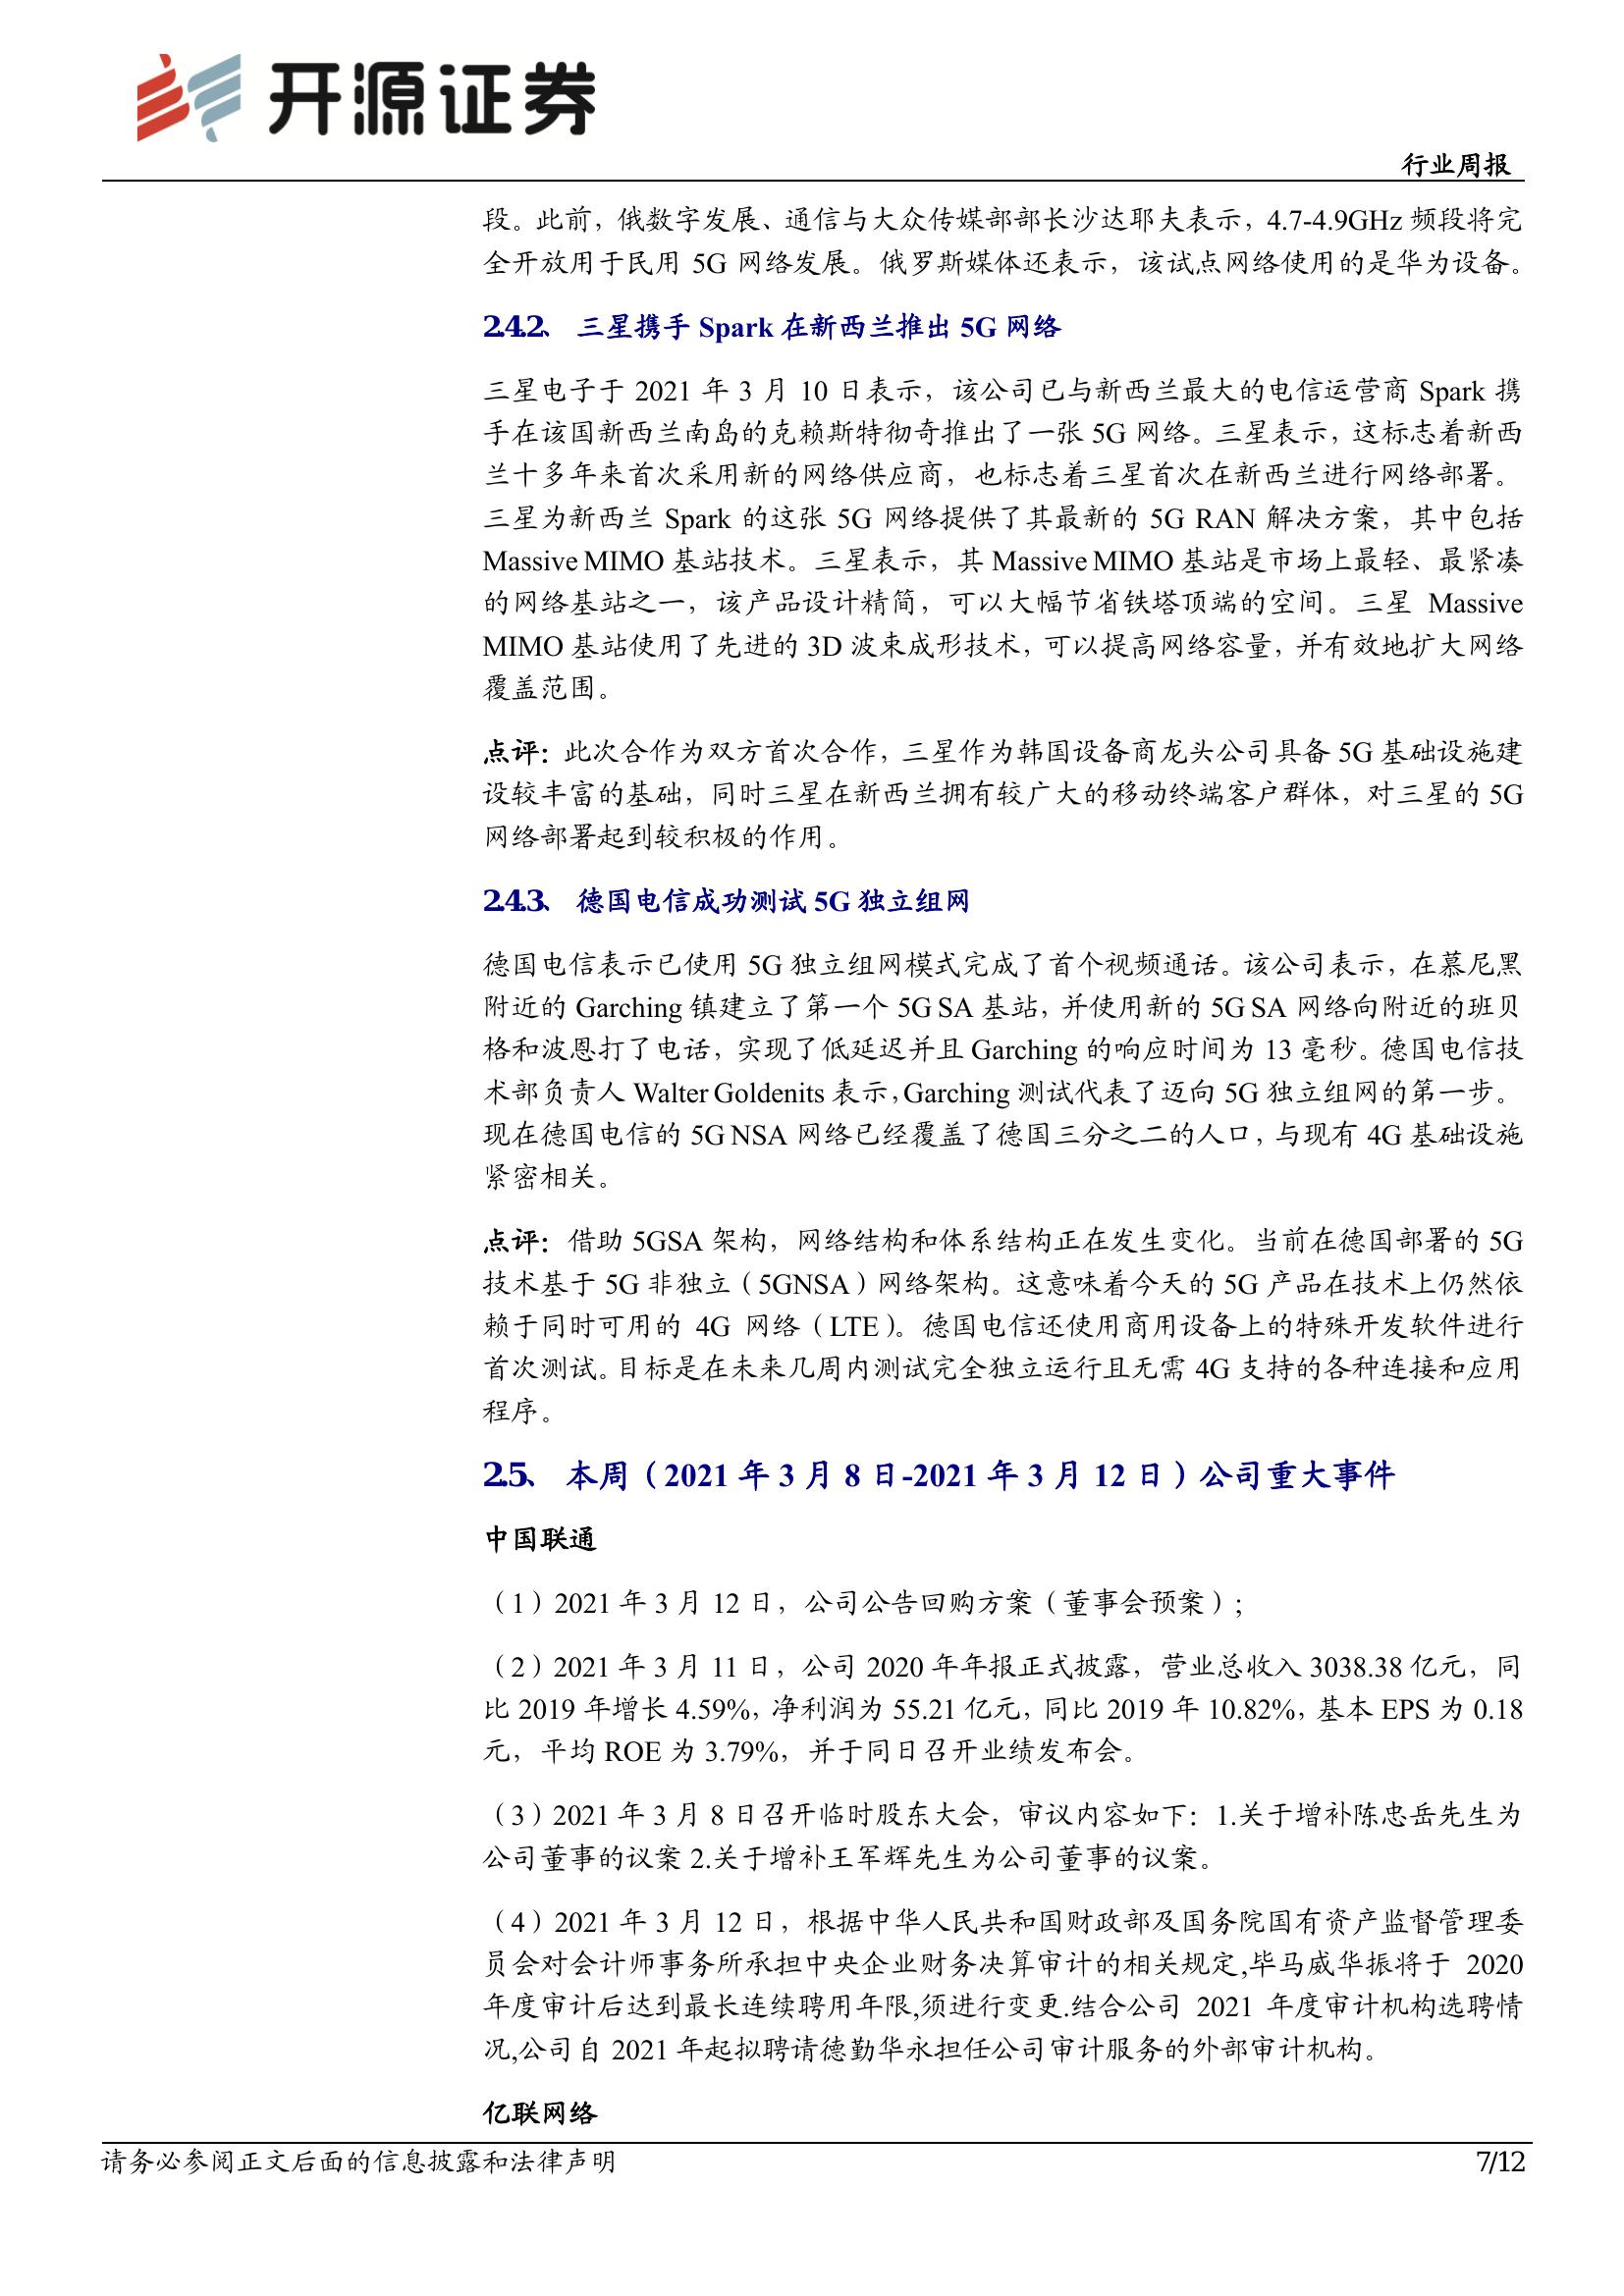 开源证券
行业周报
段。此前，俄数字发展、通信与大众传媒部部长沙达耶夫表示，4.7-4.9GHz 频段将完
全开放用于民用 5G 网络发展。俄罗斯媒体还表示，该试点网络使用的是华为设备。
2.4.2、 三星携手 Spark 在新西兰推出 5G 网络
三星电子于 2021 年 3 月 10 日表示，该公司已与新西兰最大的电信运营商 Spark 携
手在该国新西兰南岛的克赖斯特彻奇推出了一张 5G 网络。三星表示，这标志着新西
兰十多年来首次采用新的网络供应商，也标志着三星首次在新西兰进行网络部署。
三星为新西兰 Spark 的这张 5G 网络提供了其最新的 5G RAN 解决方案，其中包括
Massive MIMO 基站技术。三星表示，其 Massive MIMO 基站是市场上最轻、最紧凑
的网络基站之一，该产品设计精简，可以大幅节省铁塔顶端的空间。三星 Massive
MIMO 基站使用了先进的 3D 波束成形技术，可以提高网络容量，并有效地扩大网络
覆盖范围。
点评：此次合作为双方首次合作，三星作为韩国设备商龙头公司具备 5G 基础设施建
设较丰富的基础，同时三星在新西兰拥有较广大的移动终端客户群体，对三星的 5G
网络部署起到较积极的作用。
2.4.3、 德国电信成功测试 5G 独立组网
德国电信表示已使用 5G 独立组网模式完成了首个视频通话。该公司表示，在慕尼黑
附近的 Garching 镇建立了第一个 5G SA 基站，并使用新的 5G SA 网络向附近的班贝
格和波恩打了电话，实现了低延迟并且 Garching 的响应时间为 13 毫秒。德国电信技
术部负责人 Walter Goldenits 表示，Garching 测试代表了迈向 5G 独立组网的第一步。
现在德国电信的 5G NSA 网络已经覆盖了德国三分之二的人口，与现有 4G 基础设施
紧密相关。
点评：借助 5GSA 架构，网络结构和体系结构正在发生变化。当前在德国部署的 5G
技术基于 5G 非独立（5GNSA）网络架构。这意味着今天的 5G 产品在技术上仍然依
赖于同时可用的 4G 网络（LTE）。德国电信还使用商用设备上的特殊开发软件进行
首次测试。目标是在未来几周内测试完全独立运行且无需 4G 支持的各种连接和应用
程序。
2.5、 本周（2021 年 3 月 8 日-2021 年 3 月 12 日）公司重大事件
中国联通
（1）2021 年 3 月 12 日，公司公告回购方案（董事会预案）；
（2）2021 年 3 月 11 日，公司 2020 年年报正式披露，营业总收入 3038.38 亿元，同
比 2019 年增长 4.59%，净利润为 55.21 亿元，同比 2019 年 10.82%，基本 EPS 为 0.18
元，平均 ROE 为 3.79%，并于同日召开业绩发布会。
（3）2021 年 3 月 8 日召开临时股东大会，审议内容如下：1.关于增补陈忠岳先生为
公司董事的议案 2.关于增补王军辉先生为公司董事的议案。
（4）2021 年 3 月 12 日，根据中华人民共和国财政部及国务院国有资产监督管理委
员会对会计师事务所承担中央企业财务决算审计的相关规定,毕马威华振将于 2020
年度审计后达到最长连续聘用年限,须进行变更.结合公司 2021 年度审计机构选聘情
况,公司自 2021 年起拟聘请德勤华永担任公司审计服务的外部审计机构。
亿联网络
请务必参阅正文后面的信息披露和法律声明
7/12